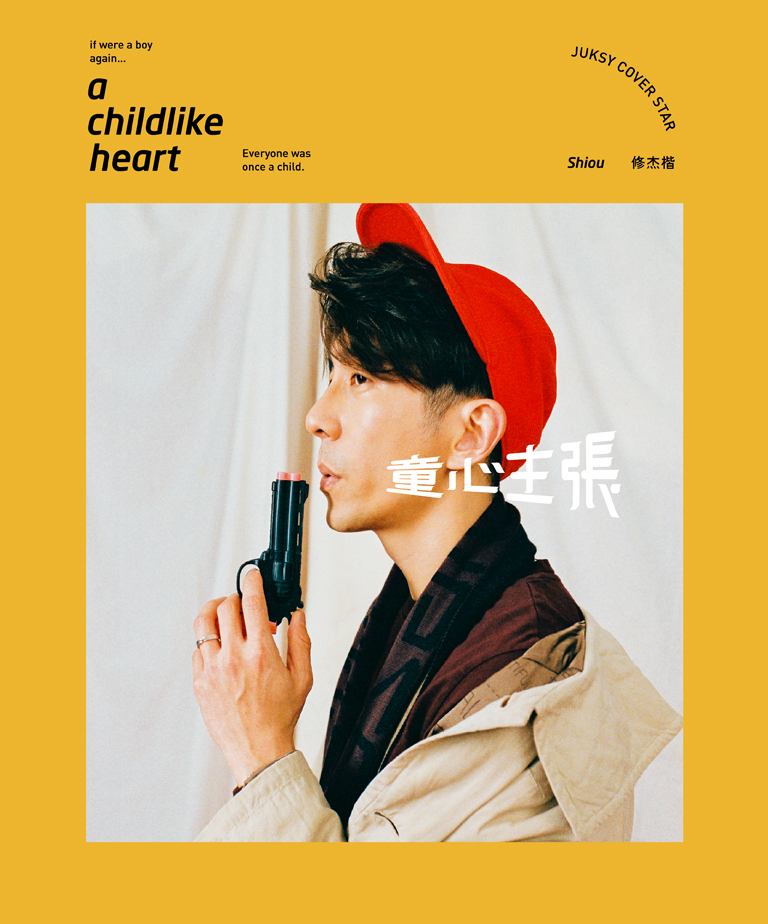 if were a boy
again...
a
childlike
heart
Everyone was
once a child.
JUKSY COVER STAR
Shiou 修杰楷
童心主張